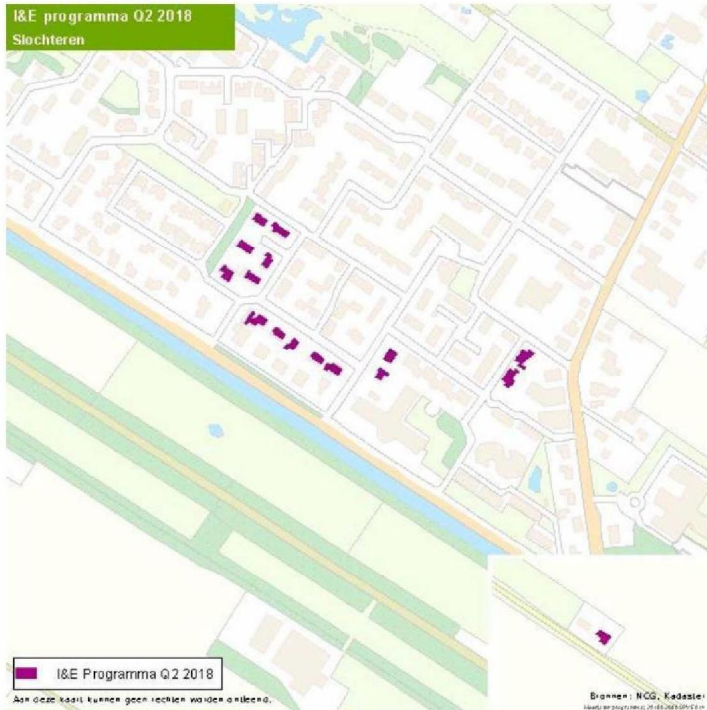 I&E programma Q2 2018
Slochteren
I&E Programma Q2 2018
Aan deze kaart kunnen geen rechten worden ontleend.
Bronnen: NCG, Kadaster